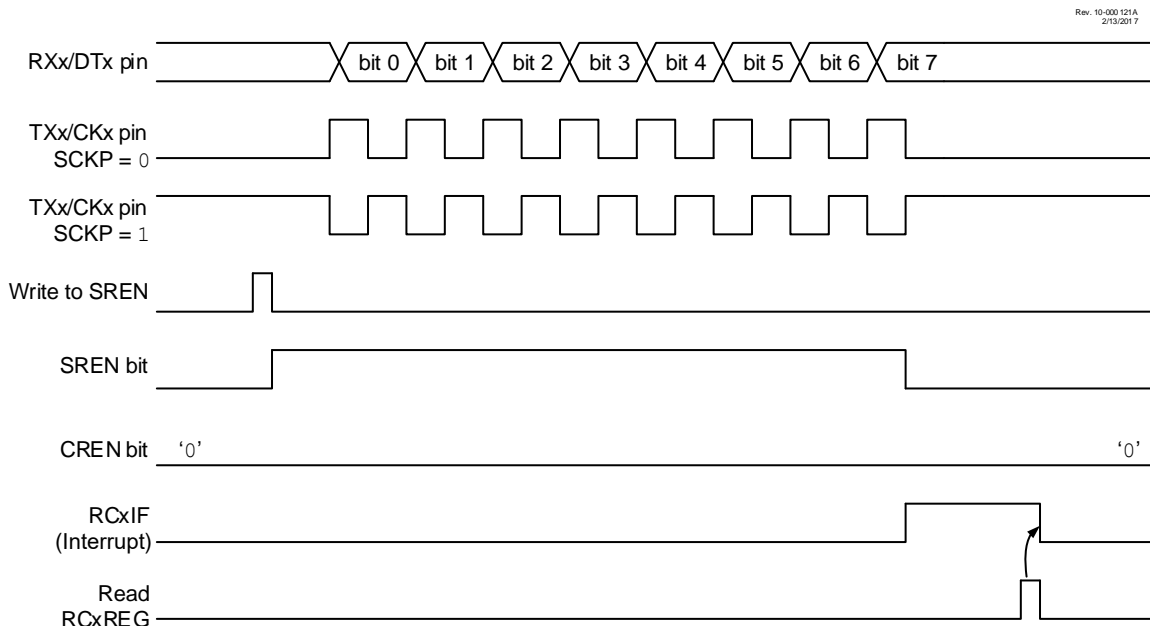 Rev. 10-000 121A
2/13/2017
RXx/DTx pin
bit 0 bit 1 bit 2 bit 3 bit 4 bit 5 bit 6 bit 7
TXx/CKx pin
SCKP = 0
TXx/CKx pin
SCKP = 1
Write to SREN
SREN bit
CREN bit ‘0’ ‘0’
RCxIF
(Interrupt)
Read
RCxREG